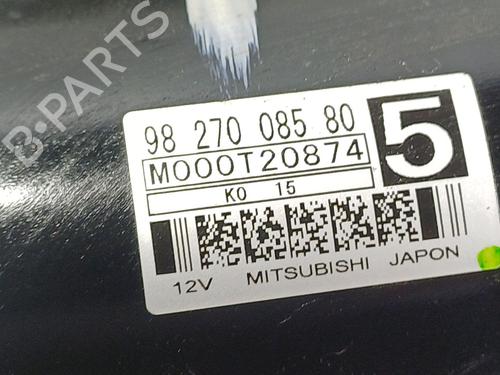 B-PARTS
98 270 085 80
M000T20874
K0 15
5
12V MITSUBISHI JAPON